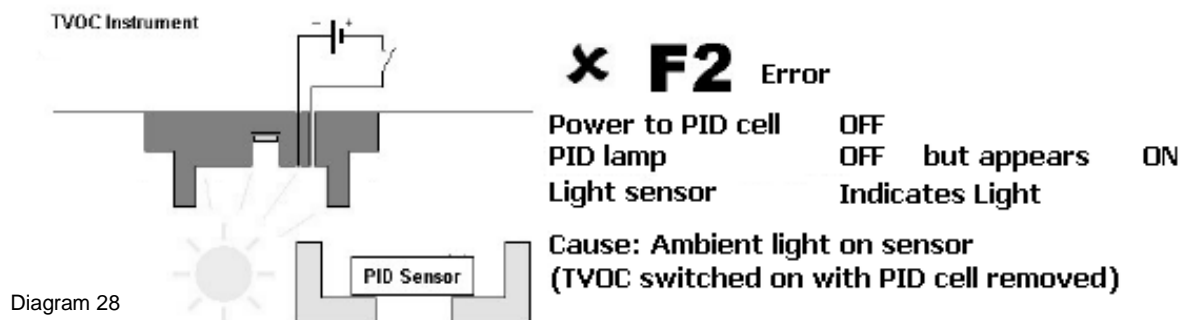 TVOC Instrument
- +
✘ F2 Error
Power to PID cell OFF
PID lamp OFF but appears ON
Light sensor Indicates Light
Cause: Ambient light on sensor
(TVOC switched on with PID cell removed)
PID Sensor
Diagram 28